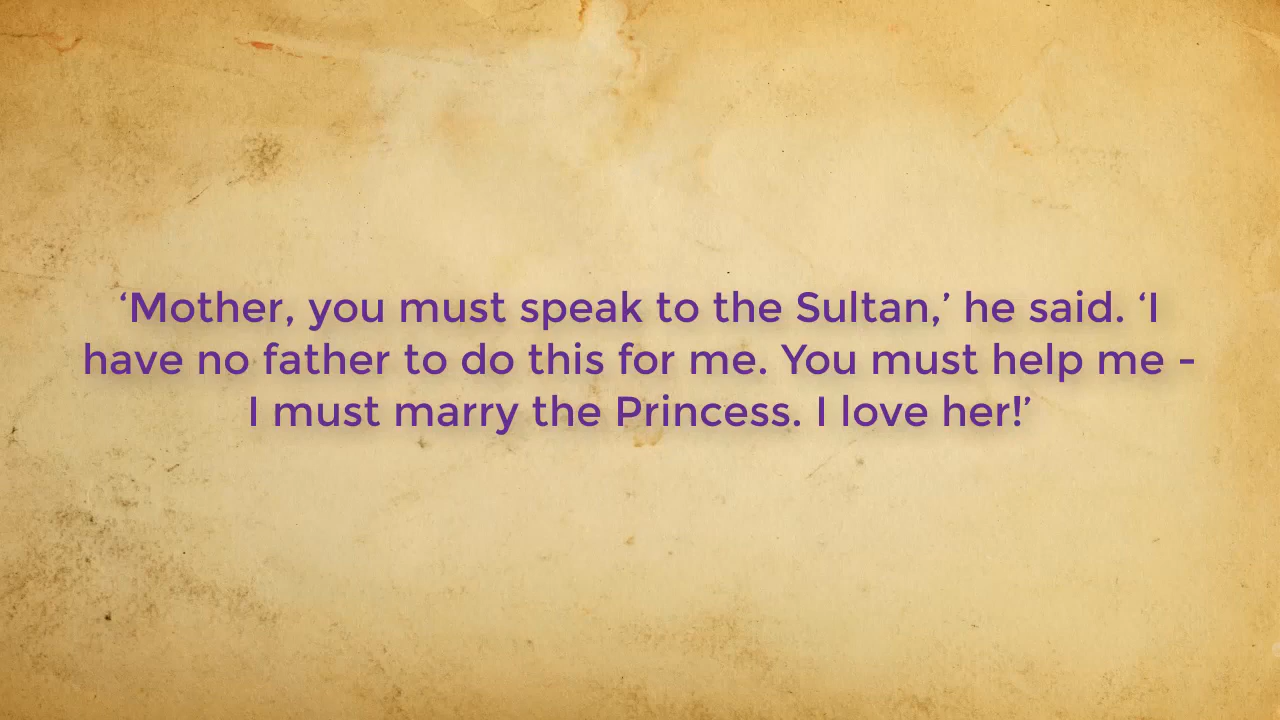 ‘Mother, you must speak to the Sultan,’ he said. ‘I
have no father to do this for me. You must help me -
I must marry the Princess. I love her!’